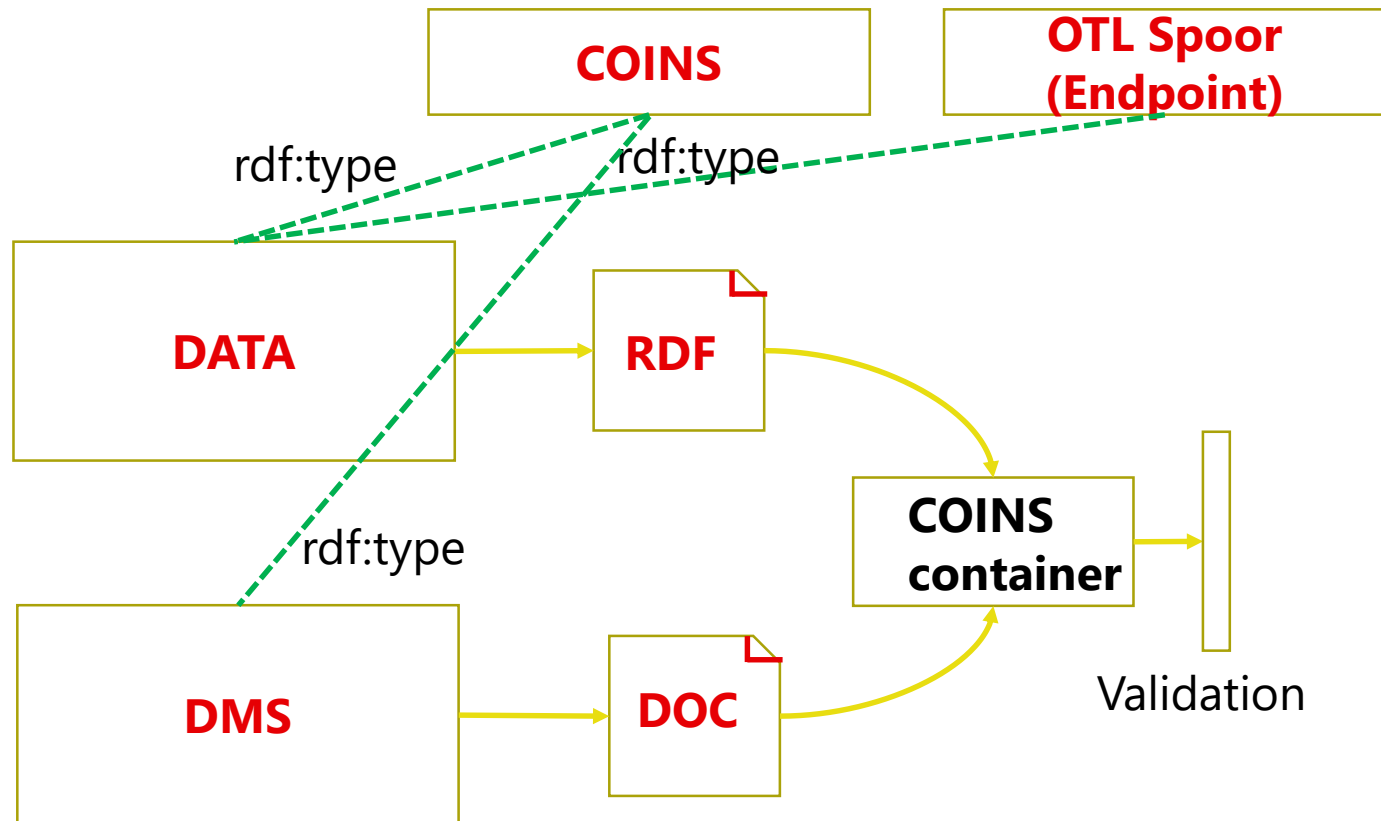 COINS
OTL Spoor
(Endpoint)
rdf:type
rdf:type
DATA
RDF
COINS
container
rdf:type
DMS
DOC
Validation